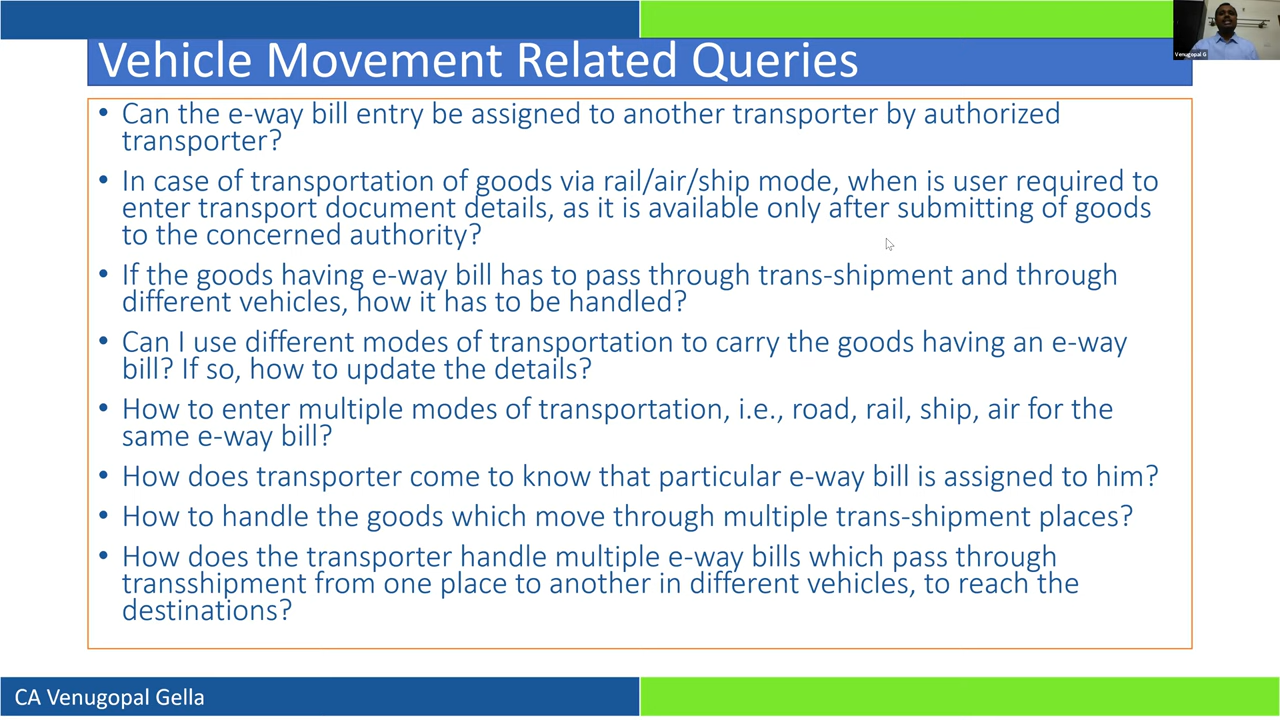 Vehicle Movement Related Queries
Venugopal G
• Can the e-way bill entry be assigned to another transporter by authorized
transporter?
• In case of transportation of goods via rail/air/ship mode, when is user required to
enter transport document details, as it is available only after submitting of goods
to the concerned authority?
• If the goods having e-way bill has to pass through trans-shipment and through
different vehicles, how it has to be handled?
• Can I use different modes of transportation to carry the goods having an e-way
bill? If so, how to update the details?
• How to enter multiple modes of transportation, i.e., road, rail, ship, air for the
same e-way bill?
• How does transporter come to know that particular e-way bill is assigned to him?
• How to handle the goods which move through multiple trans-shipment places?
• How does the transporter handle multiple e-way bills which pass through
transshipment from one place to another in different vehicles, to reach the
destinations?
CA Venugopal Gella